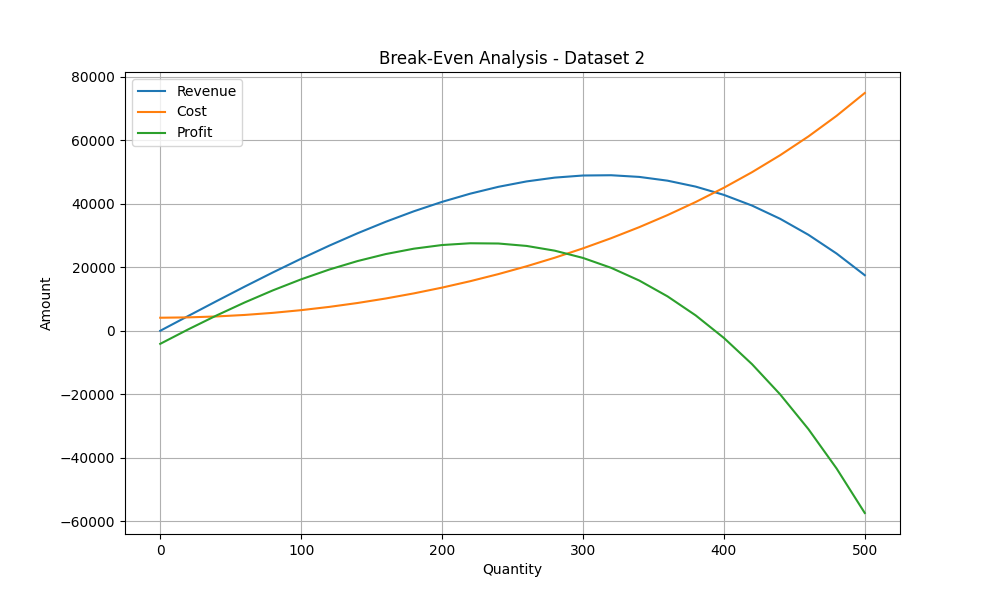 Break-Even Analysis - Dataset 2
Revenue
Cost
Profit
Amount
80000
60000
40000
20000
0
−20000
−40000
−60000
0 100 200 300 400 500
Quantity